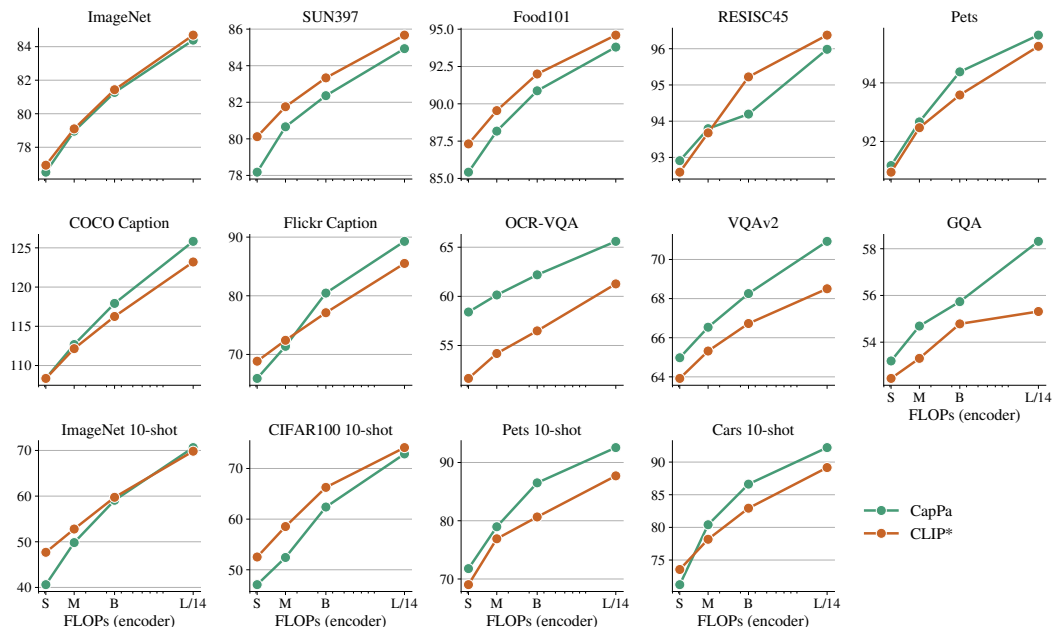 ImageNet SUN397 Food101 RESISC45 Pets
84 86 95.0 96 94
82 84 92.5 95 92
80 82 90.0 94
78 80 87.5 93
78 85.0
COCO Caption Flickr Caption OCR-VQA VQAv2 GQA
125 90 65 70 58
120 80 60 68 56
115 70 55 66 54
110 64
S M B L/14
FLOPs (encoder)
ImageNet 10-shot CIFAR100 10-shot Pets 10-shot Cars 10-shot
70 70 90 90
60 60 80 85
50 50 70 80
40 75
CapPa
CLIP*
S M B L/14 S M B L/14 S M B L/14 S M B L/14
FLOPs (encoder) FLOPs (encoder) FLOPs (encoder) FLOPs (encoder)